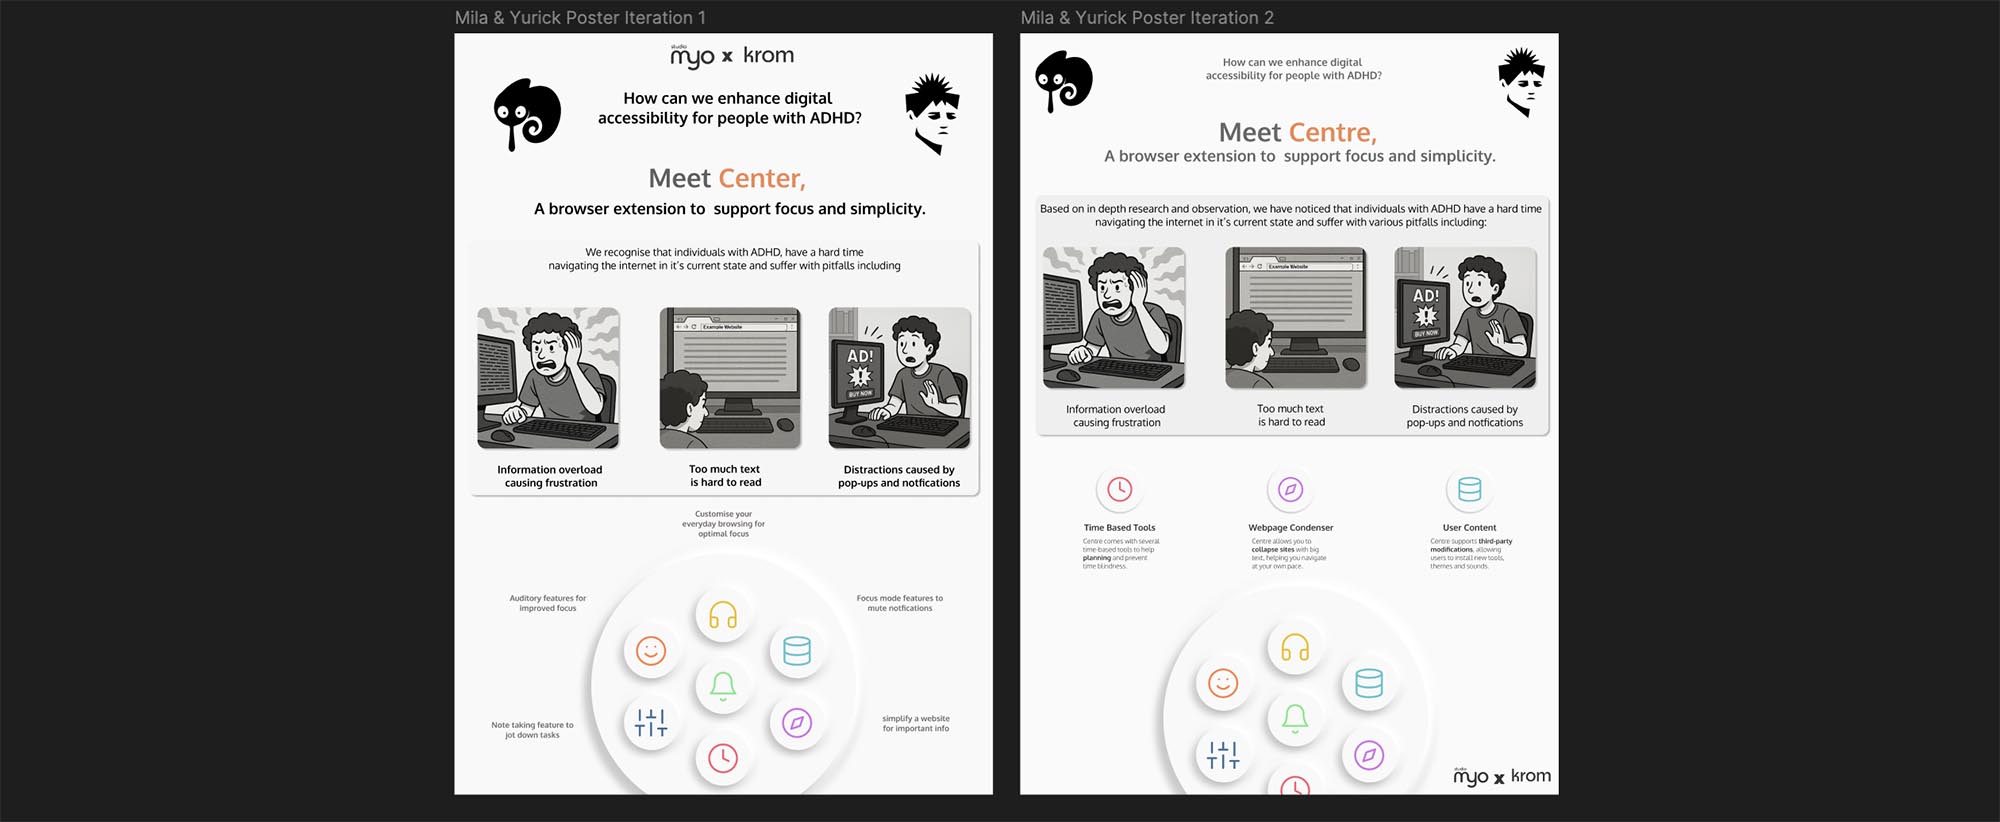 Mila & Yurick Poster Iteration 1
studio
myo x krom
How can we enhance digital
accessibility for people with ADHD?
Meet Center,
A browser extension to  support focus and simplicity.
We recognise that individuals with ADHD, have a hard time
navigating the internet in it's current state and suffer with pitfalls including
Example Website
AD!
!
BUY NOW
Information overload
causing frustration
Too much text
is hard to read
Distractions caused by
pop-ups and notfications
Customise your
everyday browsing for
optimal focus
Auditory features for
improved focus
Focus mode features to
mute notfications
Note taking feature to
jot down tasks
simplify a website
for important info
Mila & Yurick Poster Iteration 2
How can we enhance digital
accessibility for people with ADHD?
Meet Centre,
A browser extension to  support focus and simplicity.
Based on in depth research and observation, we have noticed that individuals with ADHD have a hard time
navigating the internet in it's current state and suffer with various pitfalls including:
Example Website
AD!
!
BUY NOW
Information overload
causing frustration
Too much text
is hard to read
Distractions caused by
pop-ups and notfications
Time Based Tools
Centre comes with several
time-based tools to help
planning and prevent
time blindness.
Webpage Condenser
Centre allows you to
collapse sites with big
text, helping you navigate
at your own pace.
User Content
Centre supports third-party
modifications, allowing
users to install new tools,
themes and sounds.
studio
myo x krom